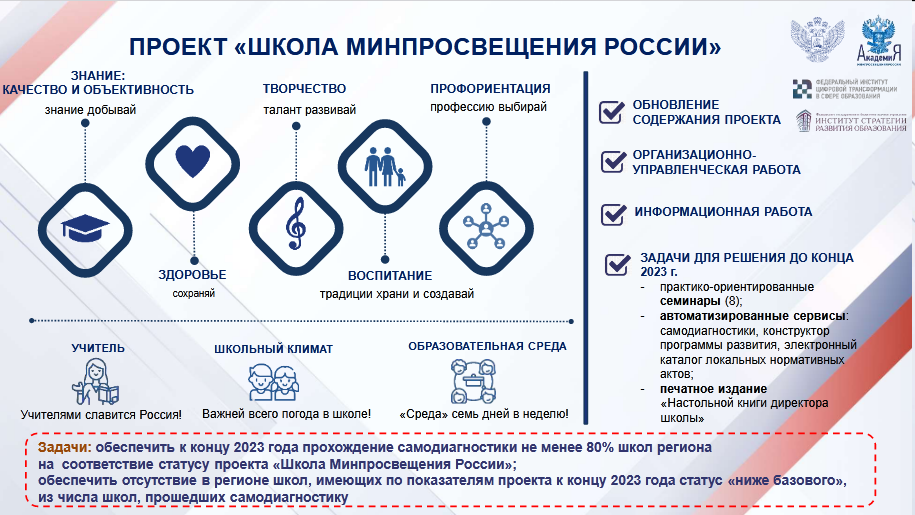 ПРОЕКТ «ШКОЛА МИНПРОСВЕЩЕНИЯ РОССИИ»
АкадемиЯ
ФЕДЕРАЛЬНЫЙ ИНСТИТУТ
ЦИФРОВОЙ ТРАНСФОРМАЦИИ
В СФЕРЕ ОБРАЗОВАНИЯ
ИНСТИТУТ СТРАТЕГИИ
РАЗВИТИЯ ОБРАЗОВАНИЯ
ЗНАНИЕ:
КАЧЕСТВО И ОБЪЕКТИВНОСТЬ
знание добывай
ТВОРЧЕСТВО
талант развивай
ПРОФОРИЕНТАЦИЯ
профессию выбирай
ЗДОРОВЬЕ
сохраняй
ВОСПИТАНИЕ
традиции храни и создавай
УЧИТЕЛЬ
Учителями славится Россия!
ШКОЛЬНЫЙ КЛИМАТ
Важней всего погода в школе!
ОБРАЗОВАТЕЛЬНАЯ СРЕДА
«Среда» семь дней в неделю!
ОБНОВЛЕНИЕ
СОДЕРЖАНИЯ ПРОЕКТА
ОРГАНИЗАЦИОННО-
УПРАВЛЕНЧЕСКАЯ РАБОТА
ИНФОРМАЦИОННАЯ РАБОТА
ЗАДАЧИ ДЛЯ РЕШЕНИЯ ДО КОНЦА
2023 г.
- практико-ориентированные
семинары (8);
- автоматизированные сервисы:
самодиагностики, конструктор
программы развития, электронный
каталог локальных нормативных
актов;
- печатное издание
«Настольной книги директора
школы»
Задачи: обеспечить к концу 2023 года прохождение самодиагностики не менее 80% школ региона
на соответствие статусу проекта «Школа Минпросвещения России»;
обеспечить отсутствие в регионе школ, имеющих по показателям проекта к концу 2023 года статус «ниже базового»,
из числа школ, прошедших самодиагностику